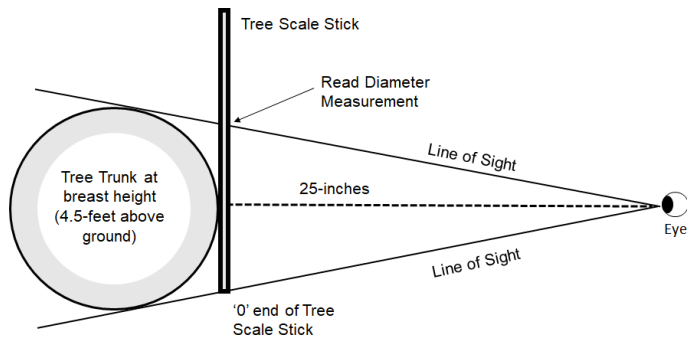 Tree Scale Stick
Read Diameter
Measurement
Line of Sight
Tree Trunk at
breast height
(4.5-feet above
ground)
25-inches
Eye
Line of Sight
‘0’ end of Tree
Scale Stick